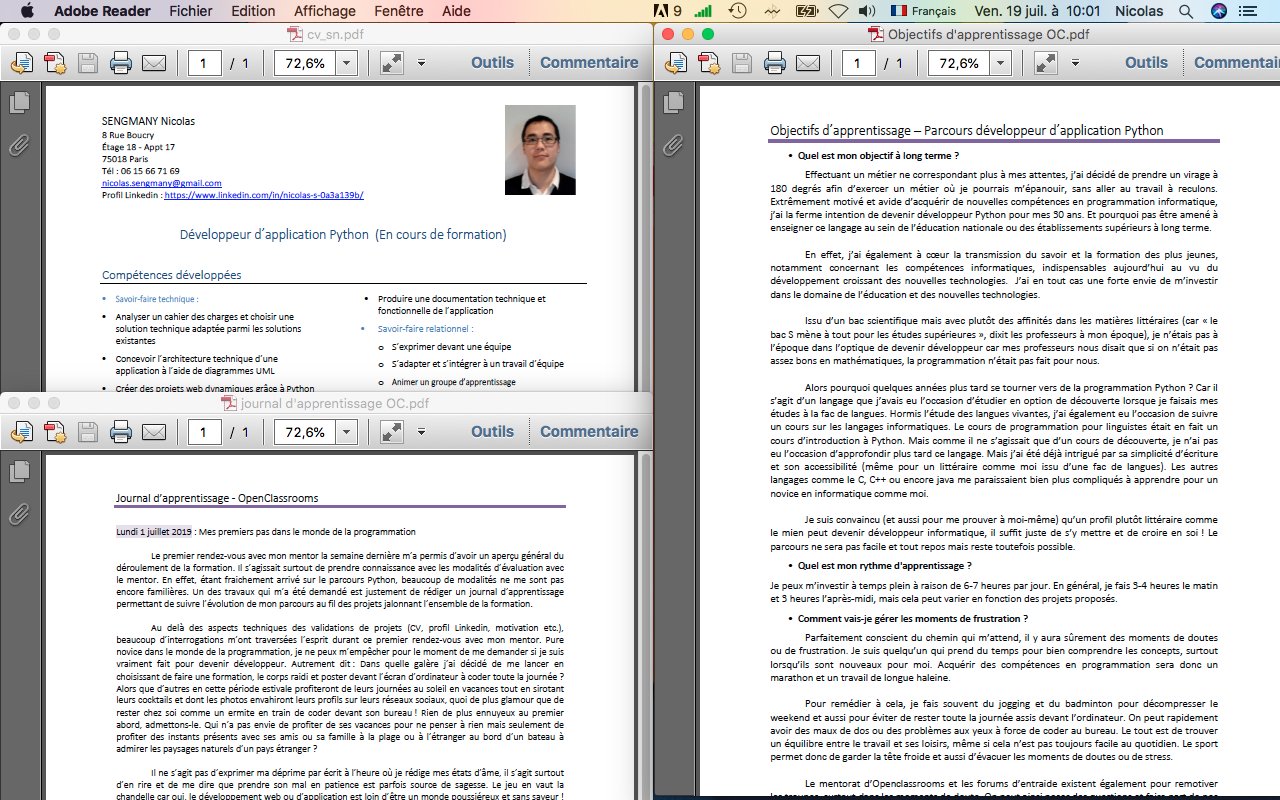 Adobe Reader Fichier Edition Affichage Fenêtre Aide 9 Français Ven. 19 juil. à 10:01 Nicolas
cv_sn.pdf
1 / 1 72,6% Outils Commentaire
SENGMANY Nicolas
8 Rue Boucry
Étage 18 - Appt 17
75018 Paris
Tél : 06 15 66 71 69
nicolas.sengmany@gmail.com
Profil Linkedin : https://www.linkedin.com/in/nicolas-s-0a3a139b/
Développeur d'application Python (En cours de formation)
Compétences développées
• Savoir-faire technique :
• Analyser un cahier des charges et choisir une
solution technique adaptée parmi les solutions
existantes
• Concevoir l'architecture technique d'une
application à l'aide de diagrammes UML
• Créer des projets web dynamiques grâce à Python
• Produire une documentation technique et
fonctionnelle de l'application
• Savoir-faire relationnel :
o S'exprimer devant une équipe
o S'adapter et s'intégrer à un travail d'équipe
o Animer un groupe d'apprentissage
journal d'apprentissage OC.pdf
1 / 1 72,6% Outils Commentaire
Journal d'apprentissage - OpenClassrooms
Lundi 1 juillet 2019 : Mes premiers pas dans le monde de la programmation
Le premier rendez-vous avec mon mentor la semaine dernière m'a permis d'avoir un aperçu général du
déroulement de la formation. Il s'agissait surtout de prendre connaissance avec les modalités d'évaluation avec
le mentor. En effet, étant fraichement arrivé sur le parcours Python, beaucoup de modalités ne me sont pas
encore familières. Un des travaux qui m'a été demandé est justement de rédiger un journal d'apprentissage
permettant de suivre l'évolution de mon parcours au fil des projets jalonnant l'ensemble de la formation.
Au delà des aspects techniques des validations de projets (CV, profil Linkedin, motivation etc.),
beaucoup d'interrogations m'ont traversées l'esprit durant ce premier rendez-vous avec mon mentor. Pure
novice dans le monde de la programmation, je ne peux m'empêcher pour le moment de me demander si je suis
vraiment fait pour devenir développeur. Autrement dit : Dans quelle galère j'ai décidé de me lancer en
choisissant de faire une formation, le corps raidi et poster devant l'écran d'ordinateur à coder toute la journée ?
Alors que d'autres en cette période estivale profiteront de leurs journées au soleil en vacances tout en sirotant
leurs cocktails et dont les photos envahiront leurs profils sur leurs réseaux sociaux, quoi de plus glamour que de
rester chez soi comme un ermite en train de coder devant son bureau ! Rien de plus ennuyeux au premier
abord, admettons-le. Qui n'a pas envie de profiter de ses vacances pour ne penser à rien mais seulement de
profiter des instants présents avec ses amis ou sa famille à la plage ou à l'étranger au bord d'un bateau à
admirer les paysages naturels d'un pays étranger ?
Il ne s'agit pas d'exprimer ma déprime par écrit à l'heure où je rédige mes états d'âme, il s'agit surtout
d'en rire et de me dire que prendre son mal en patience est parfois source de sagesse. Le jeu en vaut la
chandelle car oui, le développement web ou d'application est loin d'être un monde poussiéreux et sans saveur !
Objectifs d'apprentissage OC.pdf
1 / 1 72,6% Outils Commentai
Objectifs d'apprentissage – Parcours développeur d'application Python
• Quel est mon objectif à long terme ?
Effectuant un métier ne correspondant plus à mes attentes, j'ai décidé de prendre un virage à
180 degrés afin d'exercer un métier où je pourrais m'épanouir, sans aller au travail à reculons.
Extrêmement motivé et avide d'acquérir de nouvelles compétences en programmation informatique,
j'ai la ferme intention de devenir développeur Python pour mes 30 ans. Et pourquoi pas être amené à
enseigner ce langage au sein de l'éducation nationale ou des établissements supérieurs à long terme.
En effet, j'ai également à cœur la transmission du savoir et la formation des plus jeunes,
notamment concernant les compétences informatiques, indispensables aujourd'hui au vu du
développement croissant des nouvelles technologies. J'ai en tout cas une forte envie de m'investir
dans le domaine de l'éducation et des nouvelles technologies.
Issu d'un bac scientifique mais avec plutôt des affinités dans les matières littéraires (car « le
bac S mène à tout pour les études supérieures », dixit les professeurs à mon époque), je n'étais pas à
l'époque dans l'optique de devenir développeur car mes professeurs nous disait que si on n'était pas
assez bons en mathématiques, la programmation n'était pas fait pour nous.
Alors pourquoi quelques années plus tard se tourner vers de la programmation Python ? Car il
s'agit d'un langage que j'avais eu l'occasion d'étudier en option de découverte lorsque je faisais mes
études à la fac de langues. Hormis l'étude des langues vivantes, j'ai également eu l'occasion de suivre
un cours sur les langages informatiques. Le cours de programmation pour linguistes était en fait un
cours d'introduction à Python. Mais comme il ne s'agissait que d'un cours de découverte, je n'ai pas
eu l'occasion d'approfondir plus tard ce langage. Mais j'ai été déjà intrigué par sa simplicité d'écriture
et son accessibilité (même pour un littéraire comme moi issu d'une fac de langues). Les autres
langages comme le C, C++ ou encore java me paraissaient bien plus compliqués à apprendre pour un
novice en informatique comme moi.
Je suis convaincu (et aussi pour me prouver à moi-même) qu'un profil plutôt littéraire comme
le mien peut devenir développeur informatique, il suffit juste de s'y mettre et de croire en soi ! Le
parcours ne sera pas facile et tout repos mais reste toutefois possible.
• Quel est mon rythme d'apprentissage ?
Je peux m'investir à temps plein à raison de 6-7 heures par jour. En général, je fais 3-4 heures le matin
et 3 heures l'après-midi, mais cela peut varier en fonction des projets proposés.
• Comment vais-je gérer les moments de frustration ?
Parfaitement conscient du chemin qui m'attend, il y aura sûrement des moments de doutes
ou de frustration. Je suis quelqu'un qui prend du temps pour bien comprendre les concepts, surtout
lorsqu'ils sont nouveaux pour moi. Acquérir des compétences en programmation sera donc un
marathon et un travail de longue haleine.
Pour remédier à cela, je fais souvent du jogging et du badminton pour décompresser le
weekend et aussi pour éviter de rester toute la journée assis devant l'ordinateur. On peut rapidement
avoir des maux de dos ou des problèmes aux yeux à force de coder au bureau. Le tout est de trouver
un équilibre entre le travail et ses loisirs, même si cela n'est pas toujours facile au quotidien. Le sport
permet donc de garder la tête froide et aussi d'évacuer les moments de doutes ou de stress.
Le mentorat d'Openclassrooms et les forums d'entraide existent également pour remotiver